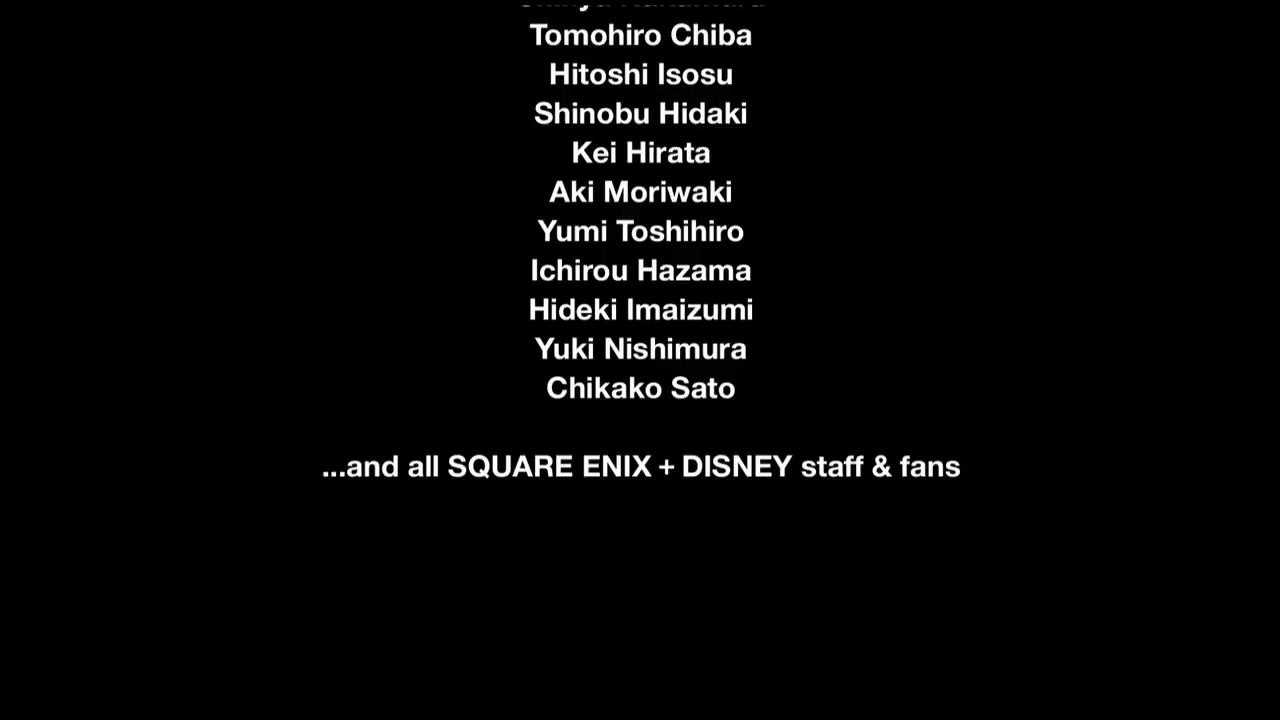 Tomohiro Chiba
Hitoshi Isosu
Shinobu Hidaki
Kei Hirata
Aki Moriwaki
Yumi Toshihiro
Ichirou Hazama
Hideki Imaizumi
Yuki Nishimura
Chikako Sato
...and all SQUARE ENIX + DISNEY staff & fans